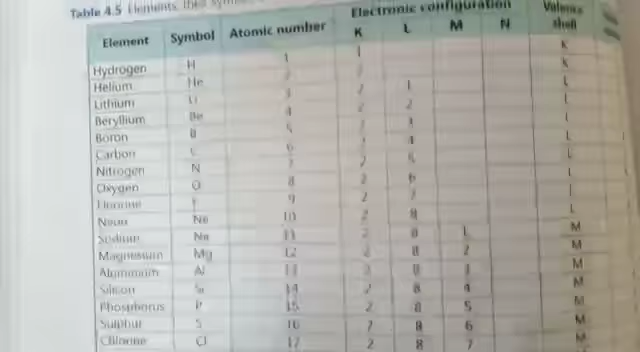 Table 4.5 Elements, their
Element Symbol Atomic number Electronic configuration Valence shell
K L M N
Hydrogen H 1 1 K
Helium He 2 2 K
Lithium Li 3 2 1 L
Beryllium Be 4 2 2 L
Boron B 5 2 3 L
Carbon C 6 2 4 L
Nitrogen N 7 2 5 L
Oxygen O 8 2 6 L
Fluorine F 9 2 7 L
Neon Ne 10 2 8 L
Sodium Na 11 2 8 1 M
Magnesium Mg 12 2 8 2 M
Aluminium Al 13 2 8 3 M
Silicon Si 14 2 8 4 M
Phosphorus P 15 2 8 5 M
Sulphur S 16 2 8 6 M
Chlorine Cl 17 2 8 7 M